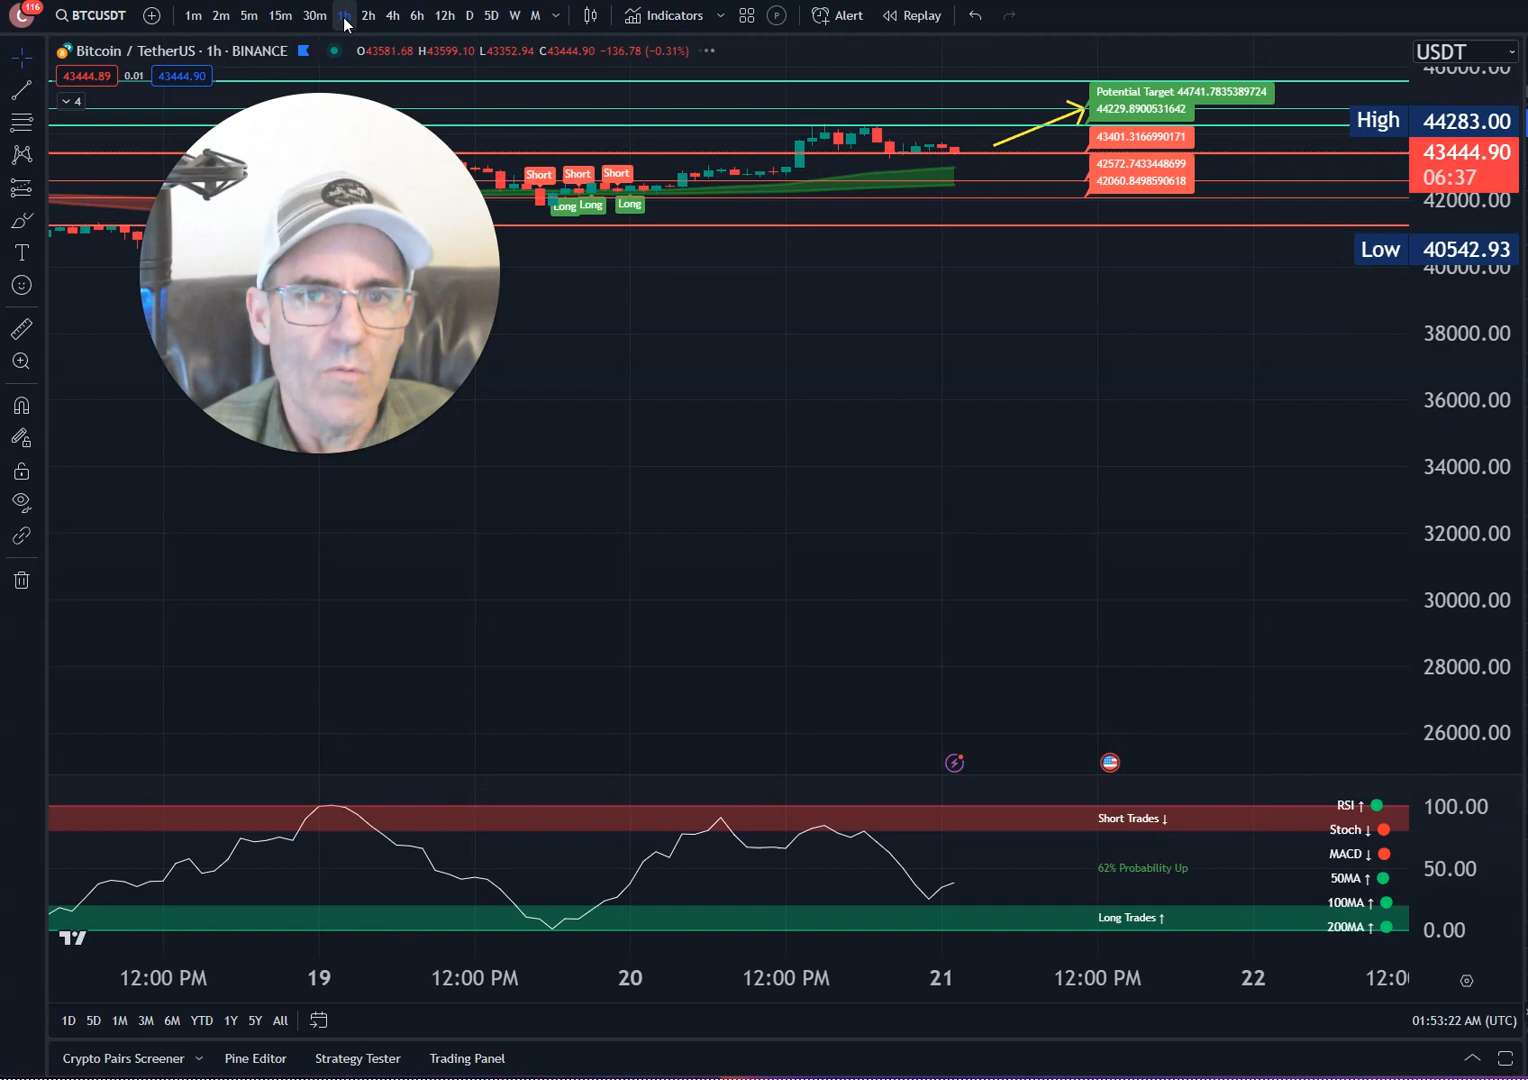 C 116 BTCUSDT 1m 2m 5m 15m 30m 1h 2h 4h 6h 12h D 5D W M Indicators P Alert Replay
Bitcoin / TetherUS · 1h · BINANCE O43581.68 H43599.10 L43352.94 C43444.90 −136.78 (−0.31%) USDT
43444.89 0.01 43444.90
4
46000.00
Potential Target 44741.7835389724
44229.8900531642
High 44283.00
43401.3166990171
43444.90
06:37
42572.7433448699
42060.8498590618
42000.00
Short Short Short
Long Long Long
Low 40542.93
40000.00
38000.00
36000.00
34000.00
32000.00
30000.00
28000.00
26000.00
RSI ↑ 100.00
Short Trades ↓
Stoch ↓
MACD ↓
62% Probability Up 50.00
50MA ↑
100MA ↑
Long Trades ↑
200MA ↑ 0.00
12:00 PM 19 12:00 PM 20 12:00 PM 21 12:00 PM 22 12:00
1D 5D 1M 3M 6M YTD 1Y 5Y All 01:53:22 AM (UTC)
Crypto Pairs Screener Pine Editor Strategy Tester Trading Panel